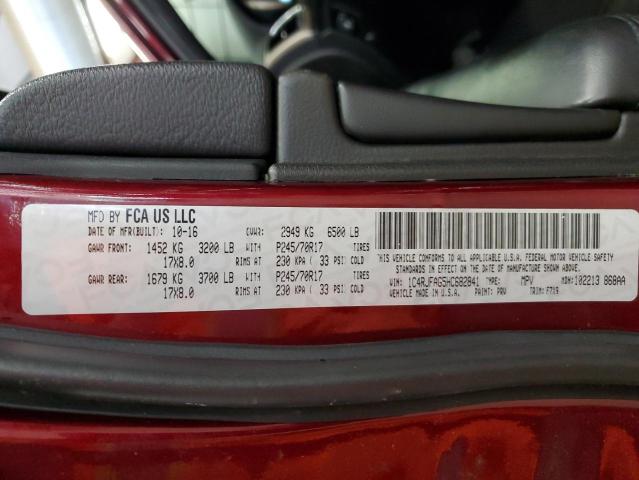 MFD BY FCA US LLC
DATE OF MFR(BUILT): 10-16 GVWR: 2949 KG 6500 LB
GAWR FRONT: 1452 KG 3200 LB WITH P245/70R17 TIRES
17X8.0 RIMS AT 230 KPA ( 33 PSI) COLD
GAWR REAR: 1679 KG 3700 LB WITH P245/70R17 TIRES
17X8.0 RIMS AT 230 KPA ( 33 PSI) COLD
THIS VEHICLE CONFORMS TO ALL APPLICABLE U.S.A. FEDERAL MOTOR VEHICLE SAFETY
STANDARDS IN EFFECT ON THE DATE OF MANUFACTURE SHOWN ABOVE
VIN: 1C4RJFAG5HC682841 TYPE: MPV MDH:102213 868AA
VEHICLE MADE IN U.S.A. PAINT: PRV TRIM: F7X9